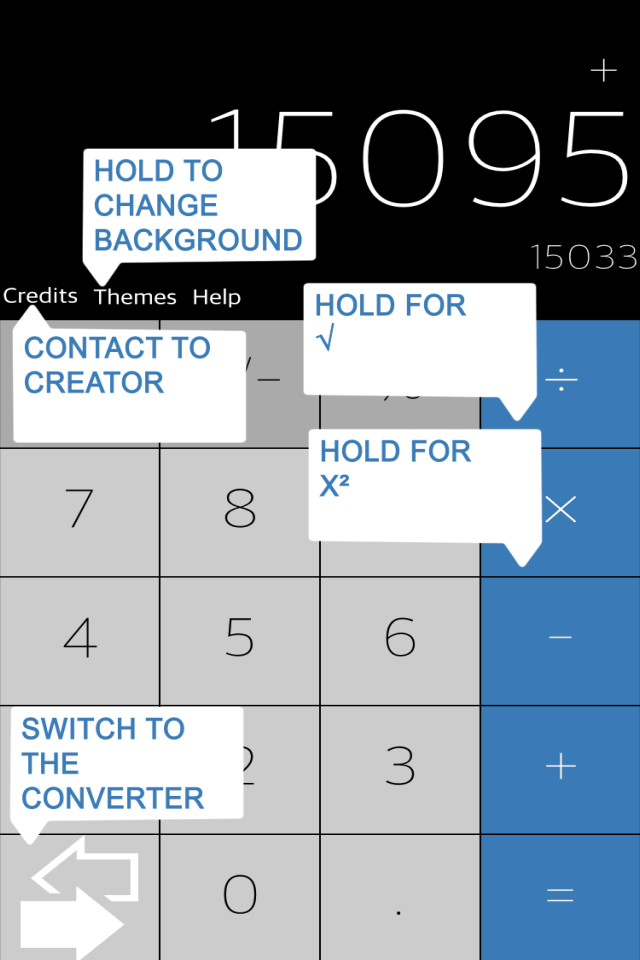 +
15095
HOLD TO
CHANGE
BACKGROUND
15033
Credits Themes Help
HOLD FOR
√
CONTACT TO
CREATOR
÷
HOLD FOR
X²
7 8 ×
4 5 6 −
SWITCH TO
THE
CONVERTER
2 3 +
0 . =